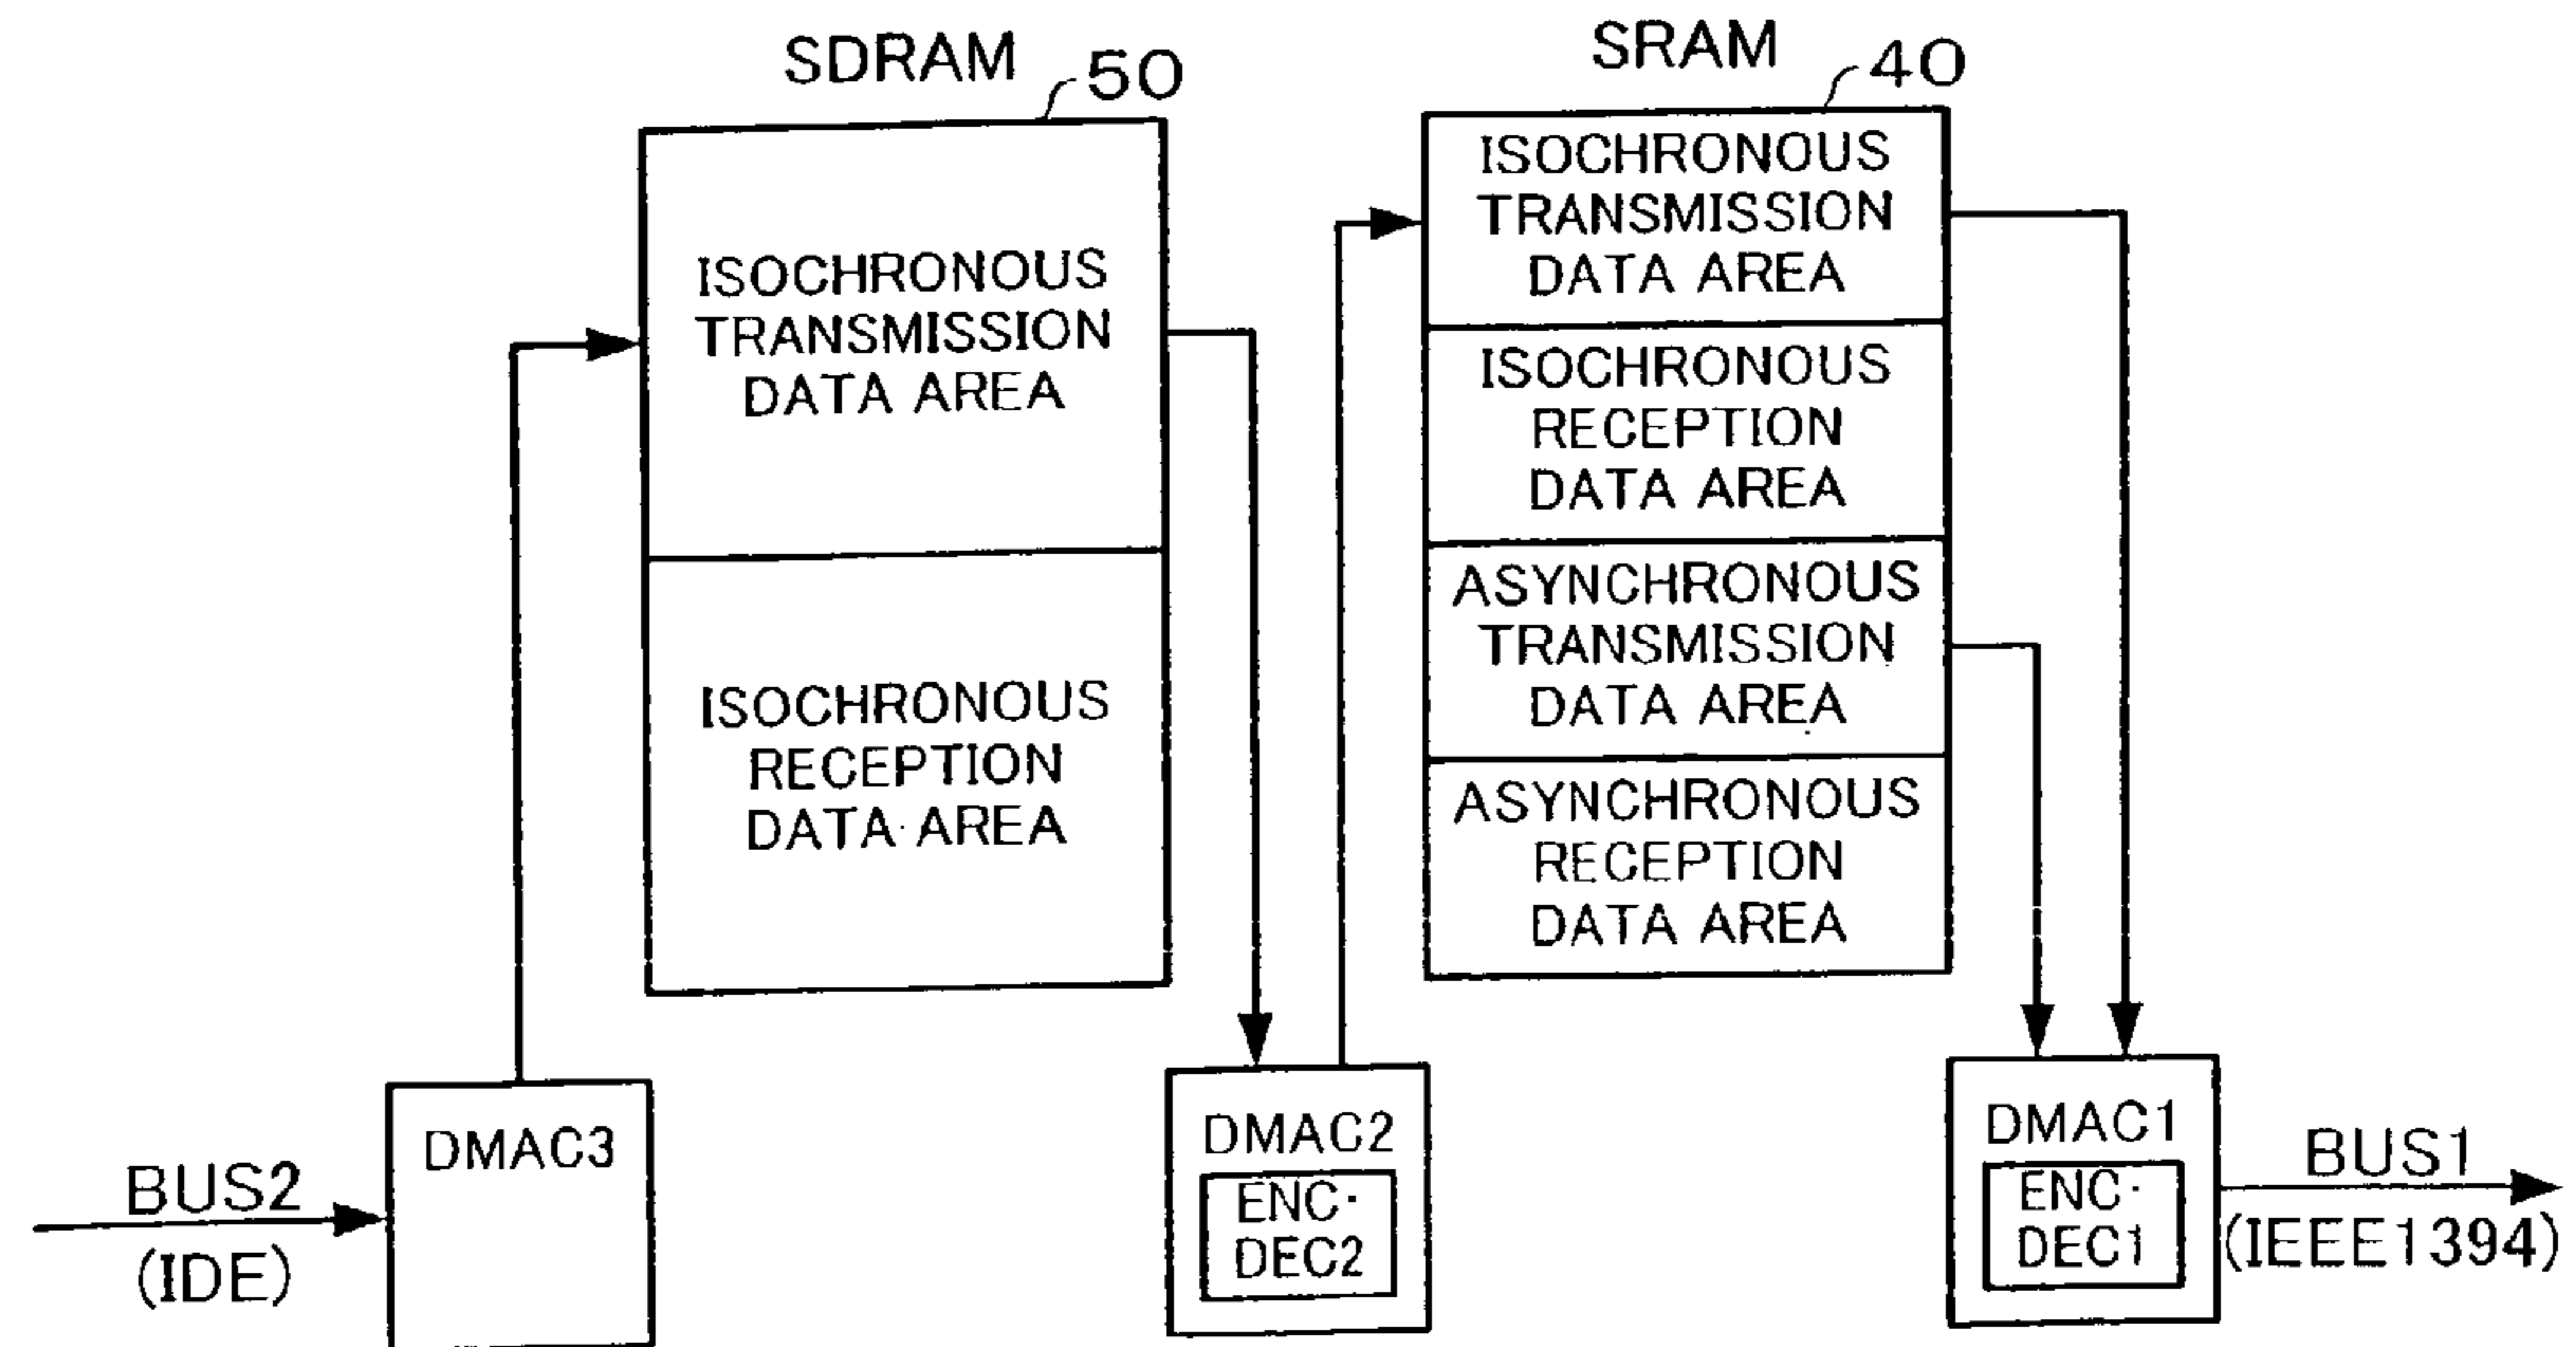 SDRAM
50
ISOCHRONOUS
TRANSMISSION
DATA AREA
ISOCHRONOUS
RECEPTION
DATA AREA
SRAM
40
ISOCHRONOUS
TRANSMISSION
DATA AREA
ISOCHRONOUS
RECEPTION
DATA AREA
ASYNCHRONOUS
TRANSMISSION
DATA AREA
ASYNCHRONOUS
RECEPTION
DATA AREA
BUS2
(IDE)
DMAC3
DMAC2
ENC·
DEC2
DMAC1
ENC·
DEC1
BUS1
(IEEE1394)